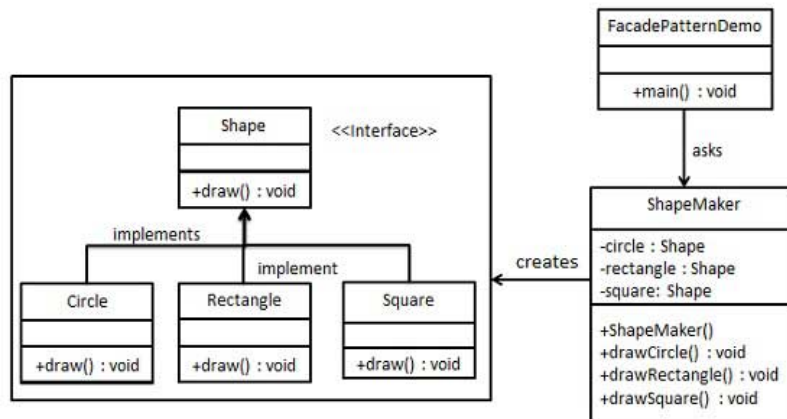 FacadePatternDemo
+main() : void
asks
Shape
<<Interface>>
+draw() : void
implements
implement
Circle
+draw() : void
Rectangle
+draw() : void
Square
+draw() : void
creates
ShapeMaker
-circle : Shape
-rectangle : Shape
-square: Shape
+ShapeMaker()
+drawCircle() : void
+drawRectangle() : void
+drawSquare() : void